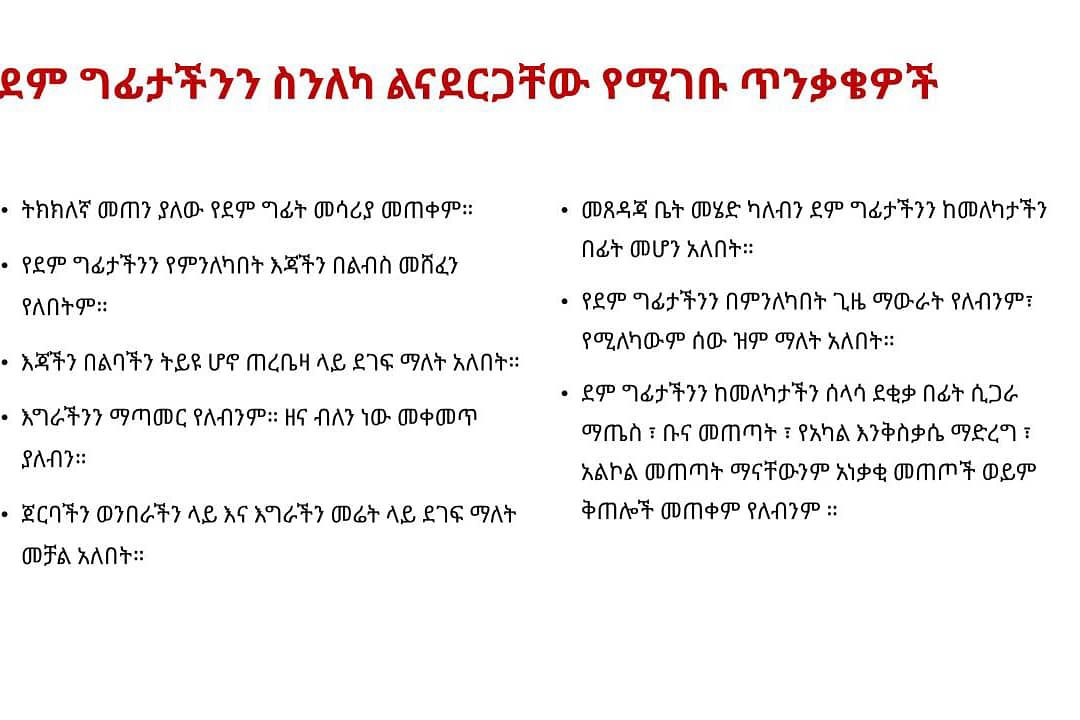 ደም ግፊታችንን ስንለካ ልናደርጋቸው የሚገቡ ጥንቃቄዎች
• ትክክለኛ መጠን ያለው የደም ግፊት መሳሪያ መጠቀም።
• የደም ግፊታችንን የምንለካበት እጃችን በልብስ መሸፈን
የለበትም።
• እጃችን በልባችን ትይዩ ሆኖ ጠረቤዛ ላይ ደገፍ ማለት አለበት።
• እግራችንን ማጣመር የለብንም። ዘና ብለን ነው መቀመጥ
ያለብን።
• ጀርባችን ወንበራችን ላይ እና እግራችን መሬት ላይ ደገፍ ማለት
መቻል አለበት።
• መጸዳጃ ቤት መሄድ ካለብን ደም ግፊታችንን ከመለካታችን
በፊት መሆን አለበት።
• የደም ግፊታችንን በምንለካበት ጊዜ ማውራት የለብንም፣
የሚለካውም ሰው ዝም ማለት አለበት።
• ደም ግፊታችንን ከመለካታችን ሰላሳ ደቂቃ በፊት ሲጋራ
ማጤስ ፣ ቡና መጠጣት ፣ የአካል እንቅስቃሴ ማድረግ ፣
አልኮል መጠጣት ማናቸውንም አነቃቂ መጠጦች ወይም
ቅጠሎች መጠቀም የለብንም ።